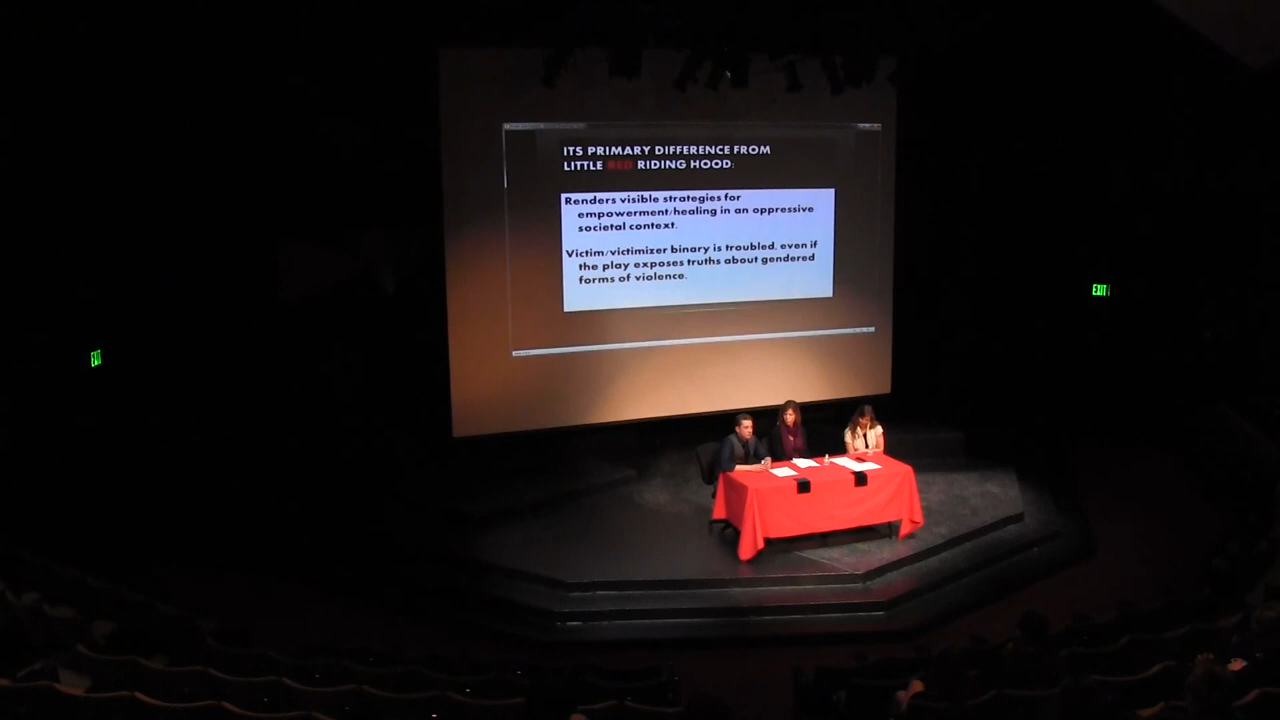 ITS PRIMARY DIFFERENCE FROM
LITTLE RED RIDING HOOD:
Renders visible strategies for
empowerment/healing in an oppressive
societal context.
Victim/victimizer binary is troubled, even if
the play exposes truths about gendered
forms of violence.
EXIT
EXIT